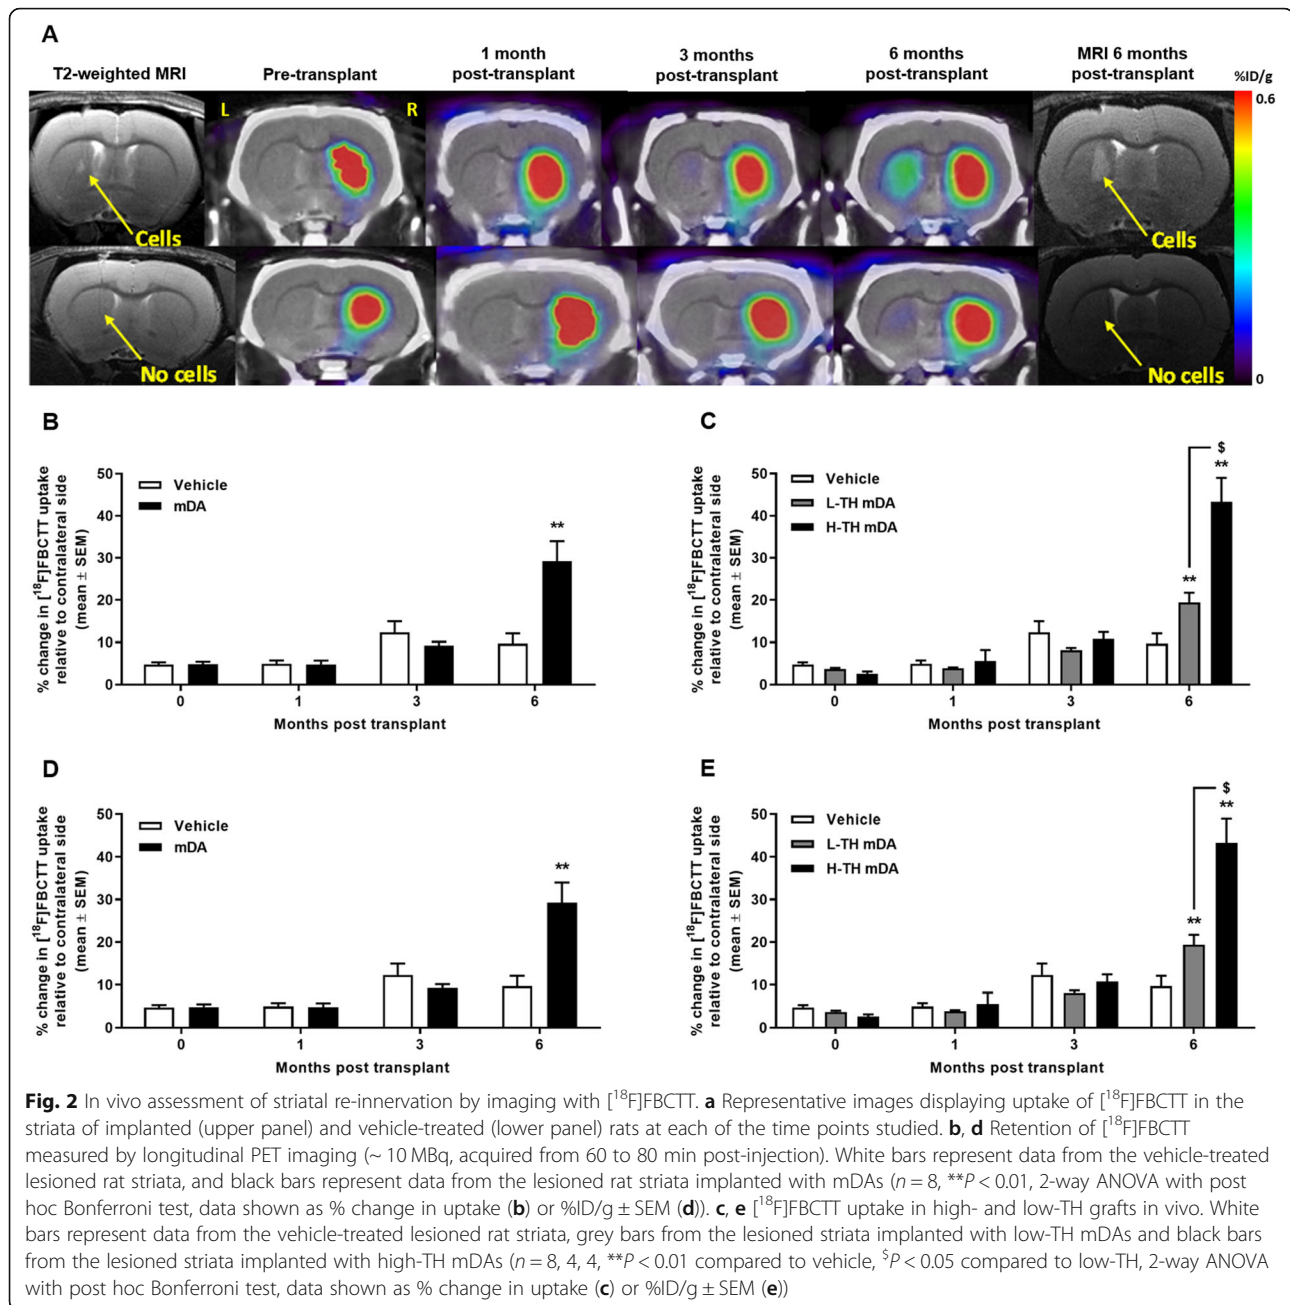 A
T2-weighted MRI
Pre-transplant
1 month
post-transplant
3 months
post-transplant
6 months
post-transplant
MRI 6 months
post-transplant
%ID/g
L
R
0.6
Cells
Cells
No cells
No cells
0
B
% change in [¹⁸F]FBCTT uptake
relative to contralateral side
(mean ± SEM)
50
40
30
20
10
0
Vehicle
mDA
**
0
1
3
6
Months post transplant
C
% change in [¹⁸F]FBCTT uptake
relative to contralateral side
(mean ± SEM)
50
40
30
20
10
0
Vehicle
L-TH mDA
H-TH mDA
$
**
**
0
1
3
6
Months post transplant
D
% change in [¹⁸F]FBCTT uptake
relative to contralateral side
(mean ± SEM)
50
40
30
20
10
0
Vehicle
mDA
**
0
1
3
6
Months post transplant
E
% change in [¹⁸F]FBCTT uptake
relative to contralateral side
(mean ± SEM)
50
40
30
20
10
0
Vehicle
L-TH mDA
H-TH mDA
$
**
**
0
1
3
6
Months post transplant
Fig. 2 In vivo assessment of striatal re-innervation by imaging with [¹⁸F]FBCTT. a Representative images displaying uptake of [¹⁸F]FBCTT in the
striata of implanted (upper panel) and vehicle-treated (lower panel) rats at each of the time points studied. b, d Retention of [¹⁸F]FBCTT
measured by longitudinal PET imaging (~ 10 MBq, acquired from 60 to 80 min post-injection). White bars represent data from the vehicle-treated
lesioned rat striata, and black bars represent data from the lesioned rat striata implanted with mDAs (n = 8, **P < 0.01, 2-way ANOVA with post
hoc Bonferroni test, data shown as % change in uptake (b) or %ID/g ± SEM (d)). c, e [¹⁸F]FBCTT uptake in high- and low-TH grafts in vivo. White
bars represent data from the vehicle-treated lesioned rat striata, grey bars from the lesioned striata implanted with low-TH mDAs and black bars
from the lesioned striata implanted with high-TH mDAs (n = 8, 4, 4, **P < 0.01 compared to vehicle, $P < 0.05 compared to low-TH, 2-way ANOVA
with post hoc Bonferroni test, data shown as % change in uptake (c) or %ID/g ± SEM (e))